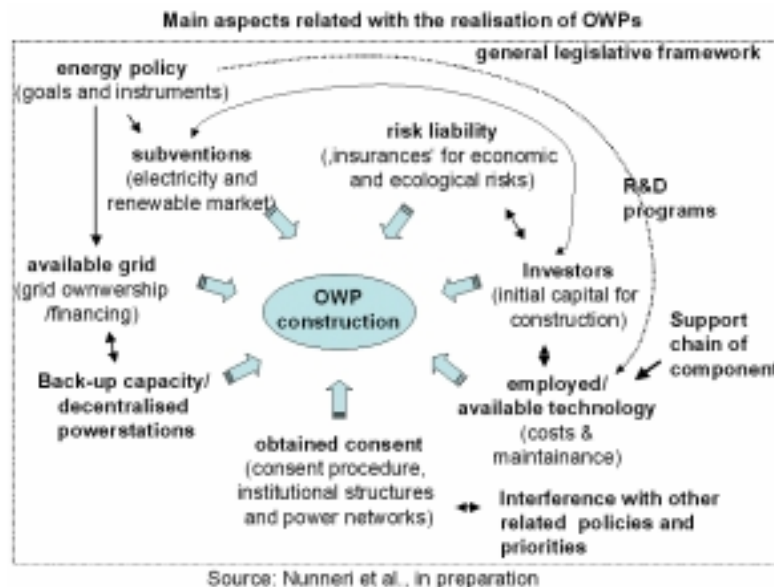 Main aspects related with the realisation of OWPs
general legislative framework
energy policy
(goals and instruments)
subventions
(electricity and
renewable market)
risk liability
(‚insurances' for economic
and ecological risks)
R&D
programs
available grid
(grid ownwership
/financing)
OWP
construction
Investors
(initial capital for
construction)
Support
chain of
component
Back-up capacity/
decentralised
powerstations
employed/
available technology
(costs &
maintainance)
obtained consent
(consent procedure,
institutional structures
and power networks)
Interference with other
related policies and
priorities
Source: Nunneri et al., in preparation